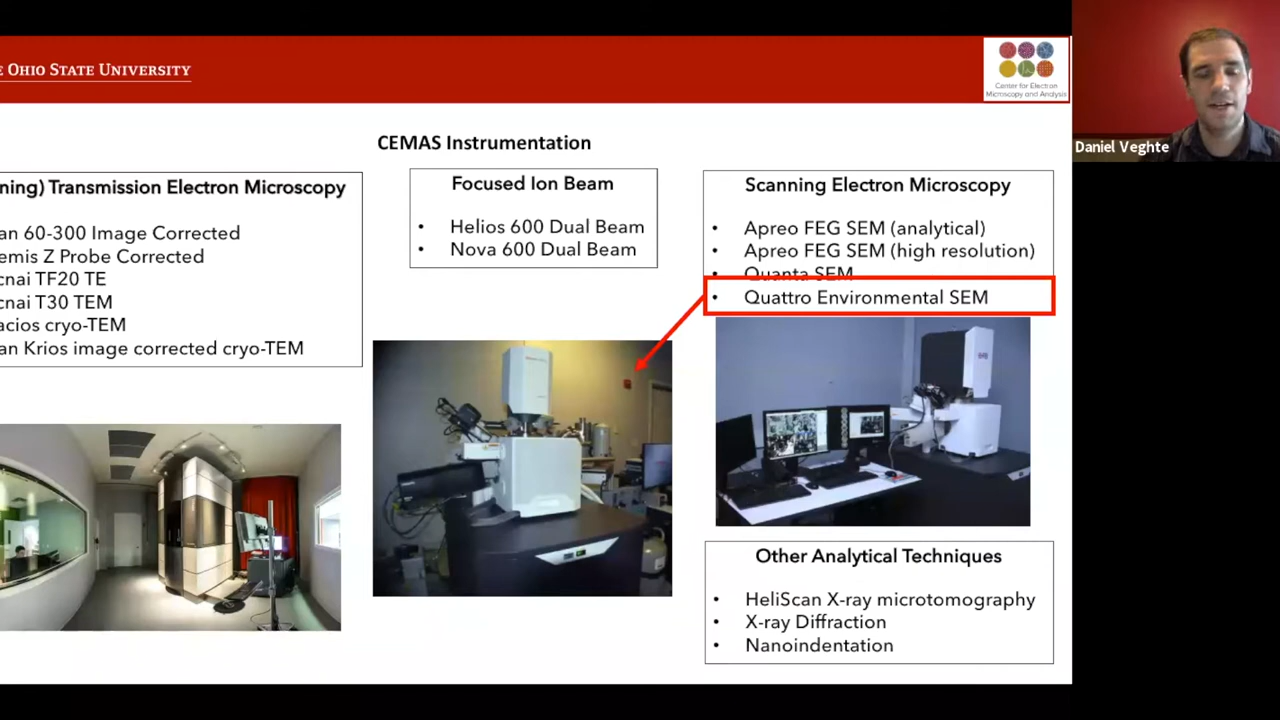 E OHIO STATE UNIVERSITY
Center for Electron
Microscopy and Analysis
Daniel Veghte
CEMAS Instrumentation
ning) Transmission Electron Microscopy
an 60-300 Image Corrected
emis Z Probe Corrected
cnai TF20 TE
cnai T30 TEM
acios cryo-TEM
an Krios image corrected cryo-TEM
Focused Ion Beam
• Helios 600 Dual Beam
• Nova 600 Dual Beam
Scanning Electron Microscopy
• Apreo FEG SEM (analytical)
• Apreo FEG SEM (high resolution)
• Quanta SEM
• Quattro Environmental SEM
Other Analytical Techniques
• HeliScan X-ray microtomography
• X-ray Diffraction
• Nanoindentation